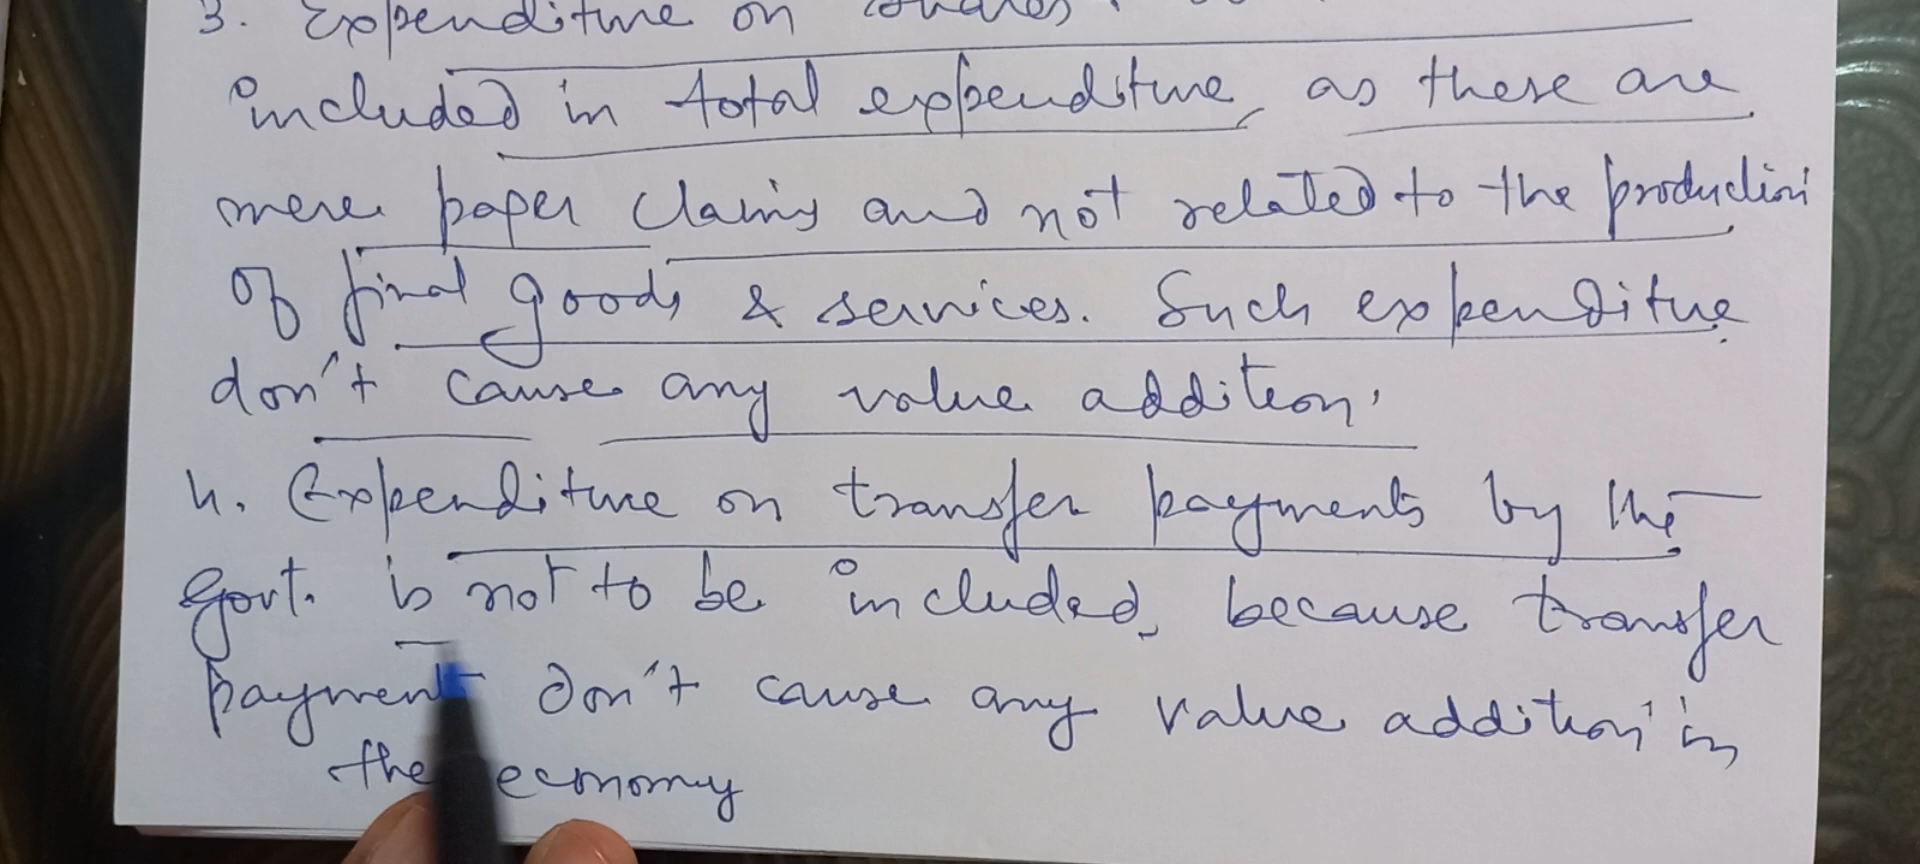 3. Expenditure on shares
included in total expenditure, as these are
mere paper claims and not related to the production
of final goods & services. Such expenditure
don't cause any value addition.
4. Expenditure on transfer payments by the
govt. is not to be included, because transfer
payment don't cause any value addition in
the economy